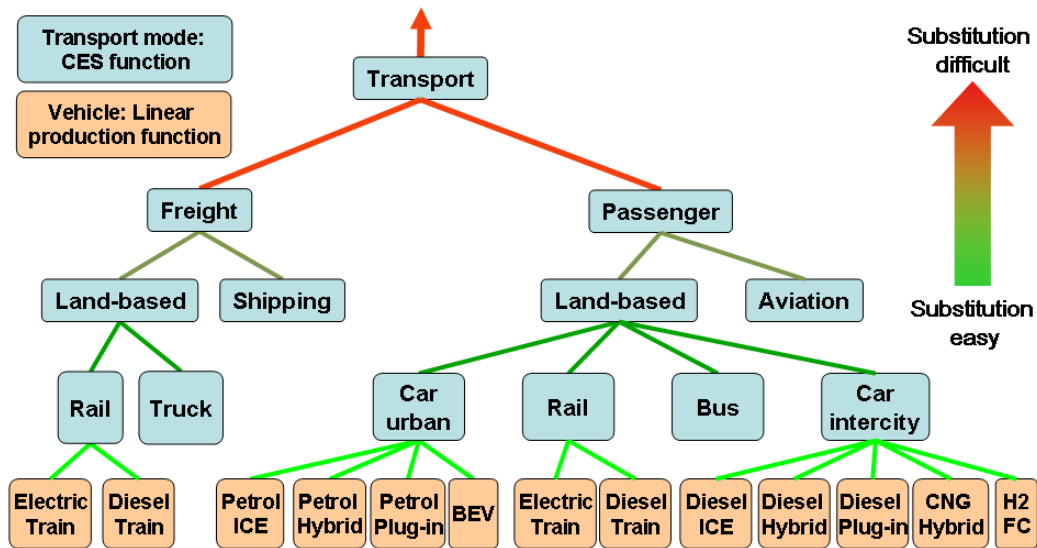 Transport mode:
CES function
Vehicle: Linear
production function
Substitution
difficult
Substitution
easy
Transport
Freight
Passenger
Land-based
Shipping
Land-based
Aviation
Rail
Truck
Car
urban
Rail
Bus
Car
intercity
Electric
Train
Diesel
Train
Petrol
ICE
Petrol
Hybrid
Petrol
Plug-in
BEV
Electric
Train
Diesel
Train
Diesel
ICE
Diesel
Hybrid
Diesel
Plug-in
CNG
Hybrid
H2
FC